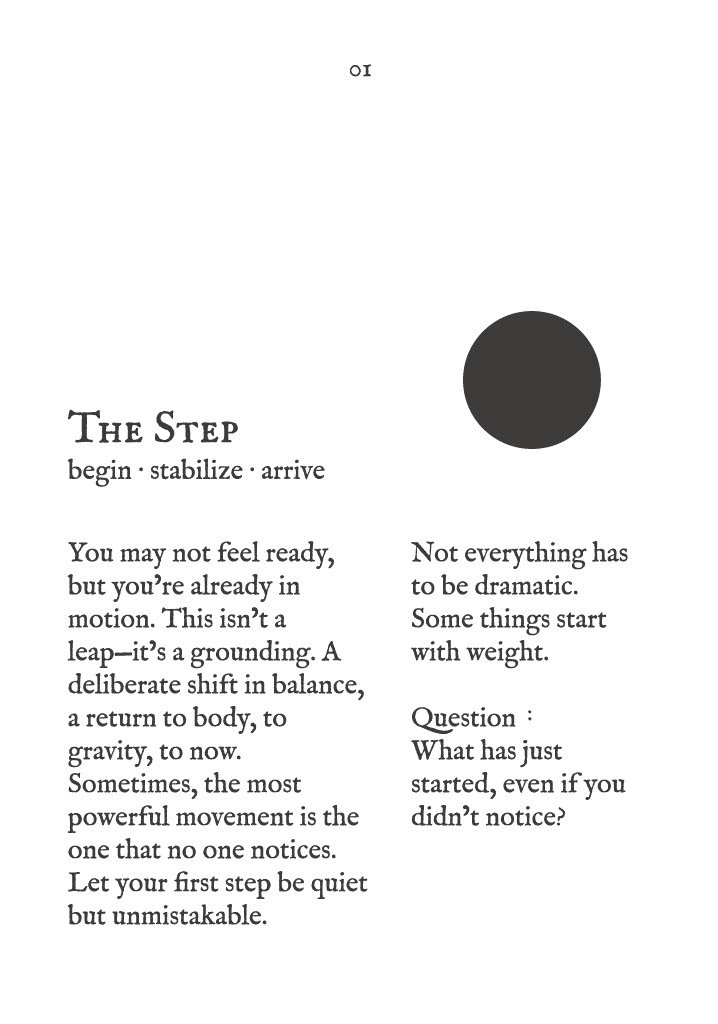 01
The Step
begin · stabilize · arrive
You may not feel ready,
but you’re already in
motion. This isn’t a
leap—it’s a grounding. A
deliberate shift in balance,
a return to body, to
gravity, to now.
Sometimes, the most
powerful movement is the
one that no one notices.
Let your first step be quiet
but unmistakable.
Not everything has
to be dramatic.
Some things start
with weight.
Question :
What has just
started, even if you
didn’t notice?